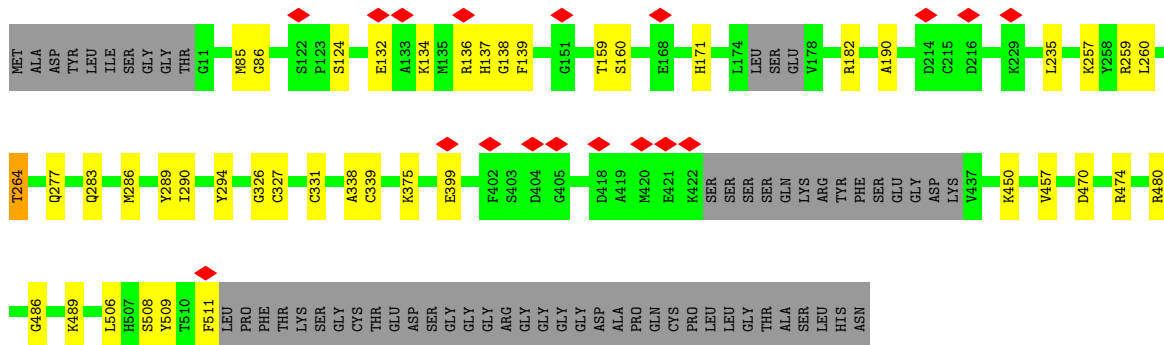 MET ALA ASP TYR LEU ILE SER GLY GLY THR G11 M85 G86 S122 P123 S124 E132 A133 K134 M135 R136 H137 G138 F139 G151 T159 S160 E168 H171 L174 LEU SER GLU V178 R182 A190 D214 C215 D216 K229 L235 K257 Y258 R259 L260
T264 Q277 Q283 M286 Y289 I290 Y294 G326 C327 C331 A338 C339 K375 E399 F402 S403 D404 G405 D418 A419 M420 E421 K422 SER SER SER SER GLN LYS ARG TYR PHE SER GLU GLY ASP LYS V437 K450 V457 D470 R474 R480
G486 K489 L506 H507 S508 Y509 T510 F511 LEU PRO PHE THR LYS SER GLY CYS THR GLU ASP SER GLY GLY GLY ARG GLY GLY GLY GLY ASP ALA PRO GLN CYS PRO LEU LEU GLY THR ALA SER LEU HIS ASN